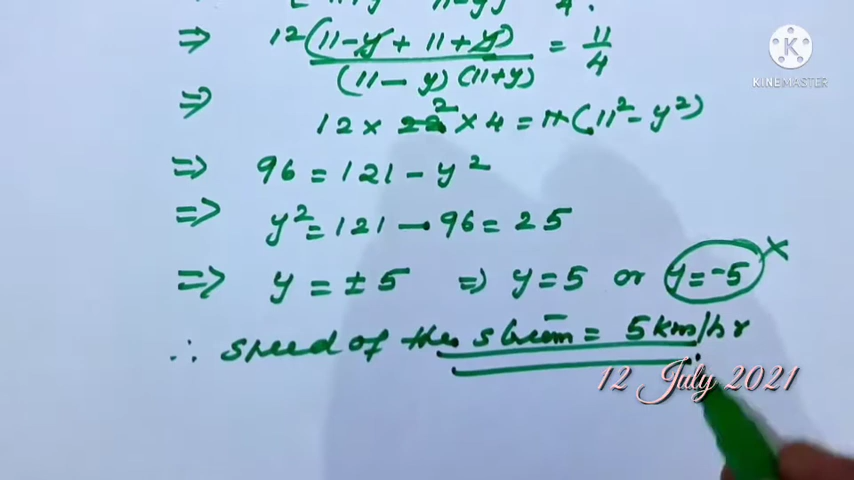 ⇒ 12(11-y + 11+y) / (11-y)(11+y) = 11/4
KINEMASTER
⇒ 12 × 22 2 × 4 = 11(11² - y²)
⇒ 96 = 121 - y²
⇒ y² = 121 - 96 = 25
⇒ y = ±5 ⇒ y = 5 or y = -5 ×
∴ speed of the stream = 5 km/hr
12 July 2021